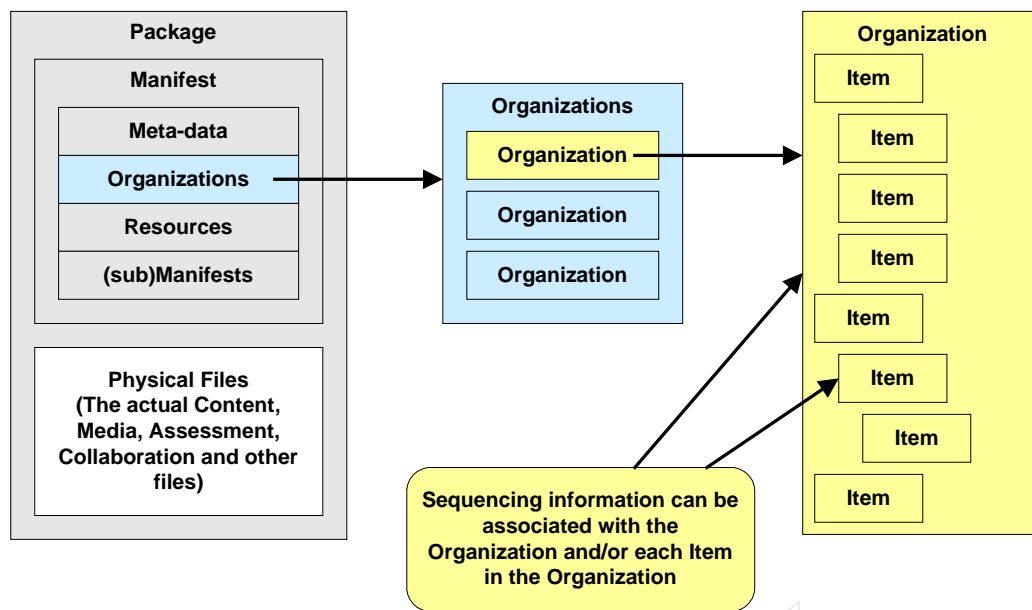 Package
Manifest
Meta-data
Organizations
Resources
(sub)Manifests
Physical Files
(The actual Content,
Media, Assessment,
Collaboration and other
files)
Organizations
Organization
Organization
Organization
Organization
Item
Item
Item
Item
Item
Item
Item
Item
Sequencing information can be
associated with the
Organization and/or each Item
in the Organization